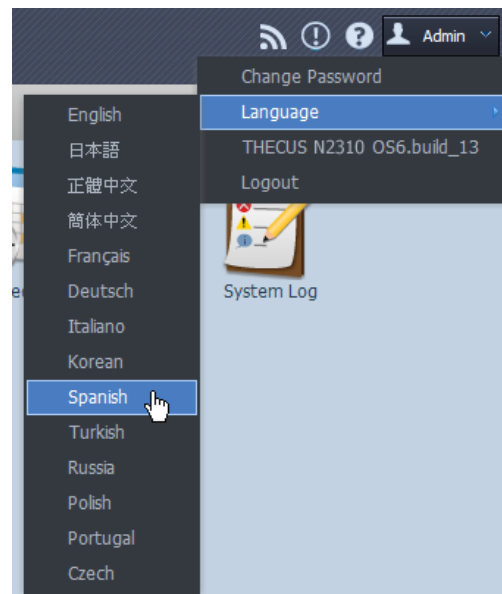 Admin
Change Password
Language
THECUS N2310 OS6.build_13
Logout
English
日本語
正體中文
簡体中文
Français
Deutsch
Italiano
Korean
Spanish
Turkish
Russia
Polish
Portugal
Czech
System Log